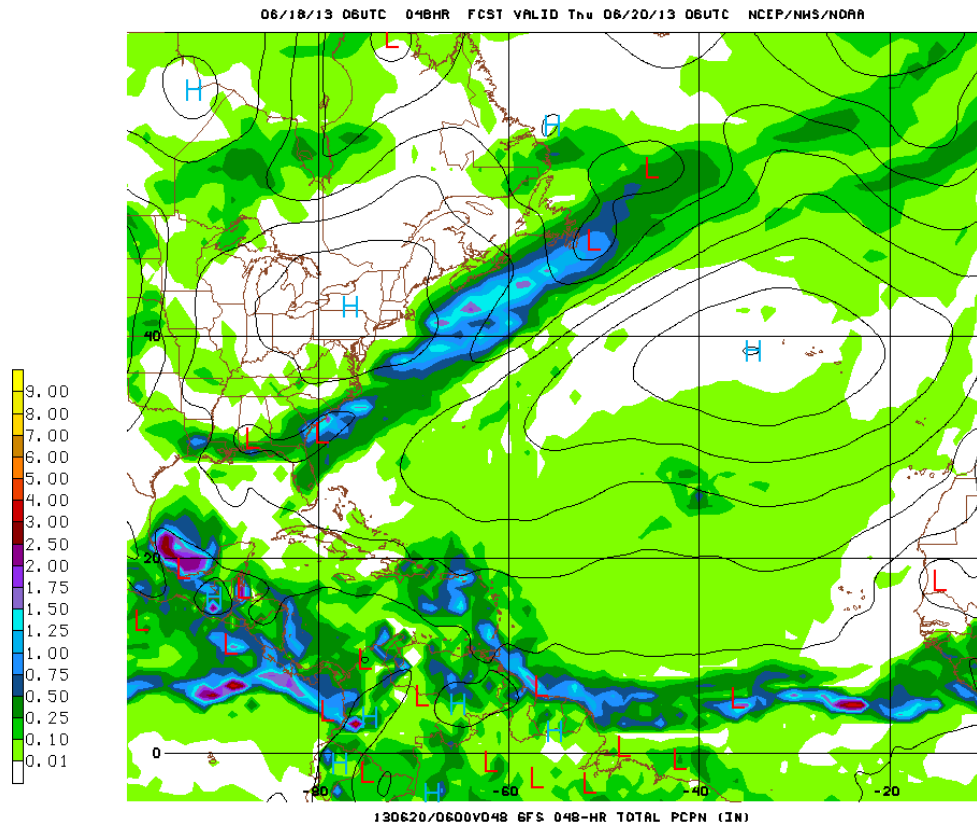 06/18/13 06UTC 048HR FCST VALID Thu 06/20/13 06UTC NCEP/NWS/NOAA
L
H
H
L
L
H
40
H
L
L
9.00
8.00
7.00
6.00
5.00
4.00
3.00
2.50
2.00
1.75
1.50
1.25
1.00
0.75
0.50
0.25
0.10
0.01
20
L
H
L
L
L
L
L
L
L
L
L
H
H
H
0
H
L
L
L
L
L
L
H
-80
-60
-40
-20
130620/0600V048 GFS 048-HR TOTAL PCPN (IN)